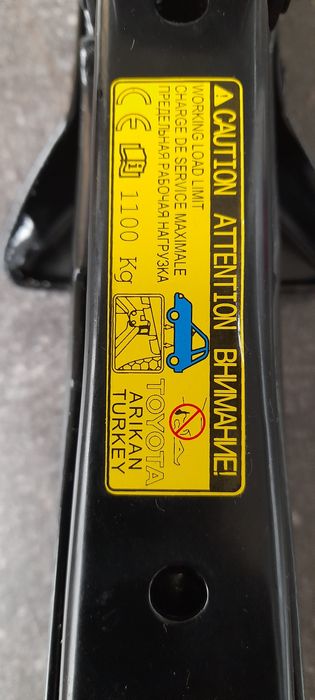 ⚠ CAUTION ATTENTION ВНИМАНИЕ!
WORKING LOAD LIMIT
CHARGE DE SERVICE MAXIMALE
ПРЕДЕЛЬНАЯ РАБОЧАЯ НАГРУЗКА
CE 1100 Kg
TOYOTA
ARIKAN
TURKEY